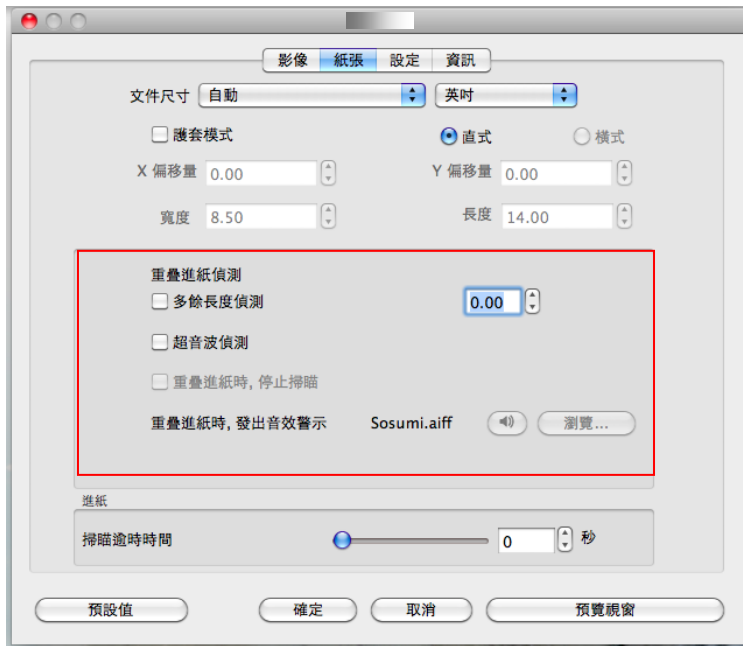 影像 紙張 設定 資訊
文件尺寸 自動 英吋
護套模式 直式 橫式
X 偏移量 0.00 Y 偏移量 0.00
寬度 8.50 長度 14.00
重疊進紙偵測
多餘長度偵測 0.00
超音波偵測
重疊進紙時, 停止掃瞄
重疊進紙時, 發出音效警示 Sosumi.aiff 瀏覽...
進紙
掃瞄逾時時間 0 秒
預設值 確定 取消 預覽視窗